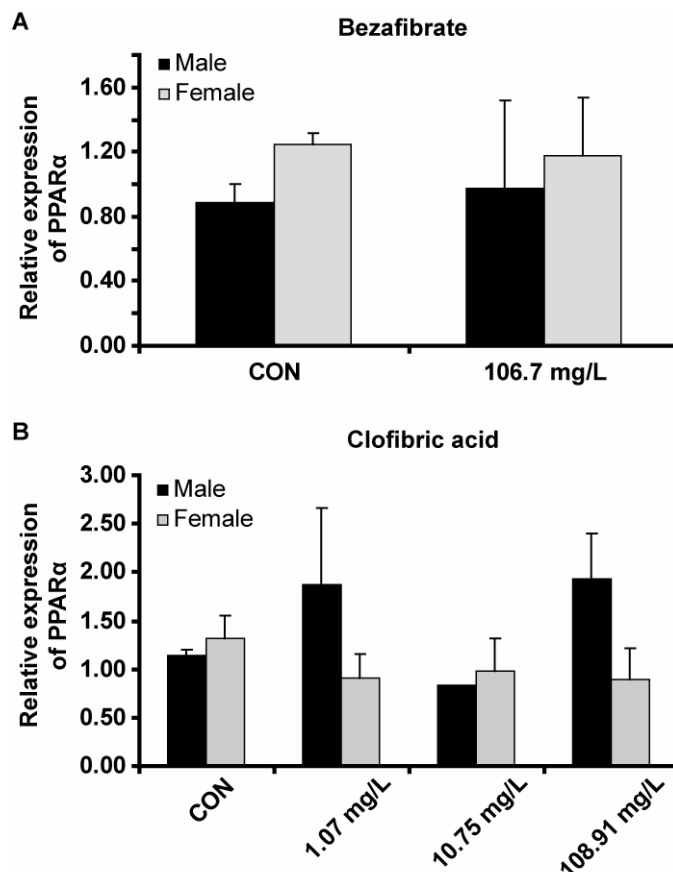 A
Bezafibrate
Male
Female
Relative expression
of PPARα
1.60
1.20
0.80
0.40
0.00
CON
106.7 mg/L
B
Clofibric acid
Male
Female
Relative expression
of PPARα
3.00
2.50
2.00
1.50
1.00
0.50
0.00
CON
1.07 mg/L
10.75 mg/L
108.91 mg/L